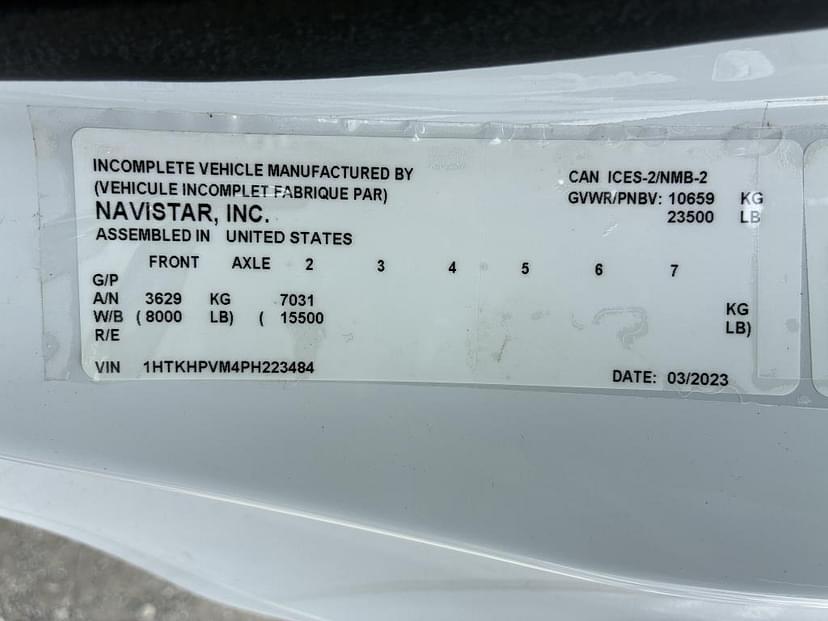 INCOMPLETE VEHICLE MANUFACTURED BY
(VEHICULE INCOMPLET FABRIQUE PAR)
NAVISTAR, INC.
ASSEMBLED IN UNITED STATES
CAN ICES-2/NMB-2
GVWR/PNBV: 10659 KG
23500 LB
FRONT AXLE 2 3 4 5 6 7
G/P
A/N 3629 KG 7031 KG
W/B ( 8000 LB) ( 15500 LB)
R/E
VIN 1HTKHPVM4PH223484
DATE: 03/2023